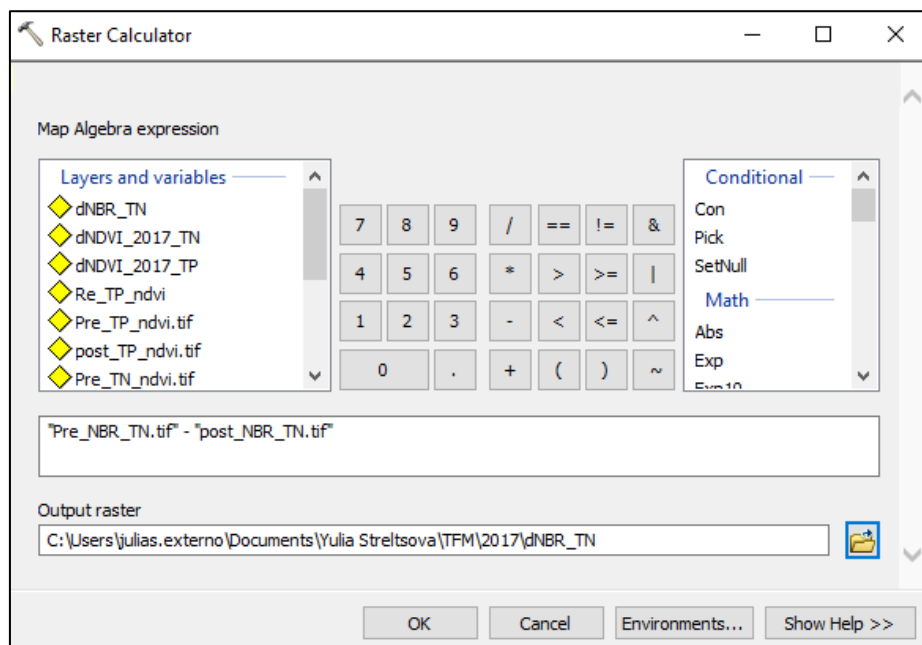 Raster Calculator
Map Algebra expression
Layers and variables
dNBR_TN
dNDVI_2017_TN
dNDVI_2017_TP
Re_TP_ndvi
Pre_TP_ndvi.tif
post_TP_ndvi.tif
Pre_TN_ndvi.tif
7 8 9 / == != &
4 5 6 * > >= |
1 2 3 - < <= ^
0 . + ( ) ~
Conditional
Con
Pick
SetNull
Math
Abs
Exp
Exp10
"Pre_NBR_TN.tif" - "post_NBR_TN.tif"
Output raster
C:\Users\julias.externo\Documents\Yulia Streltsova\TFM\2017\dNBR_TN
OK Cancel Environments... Show Help >>